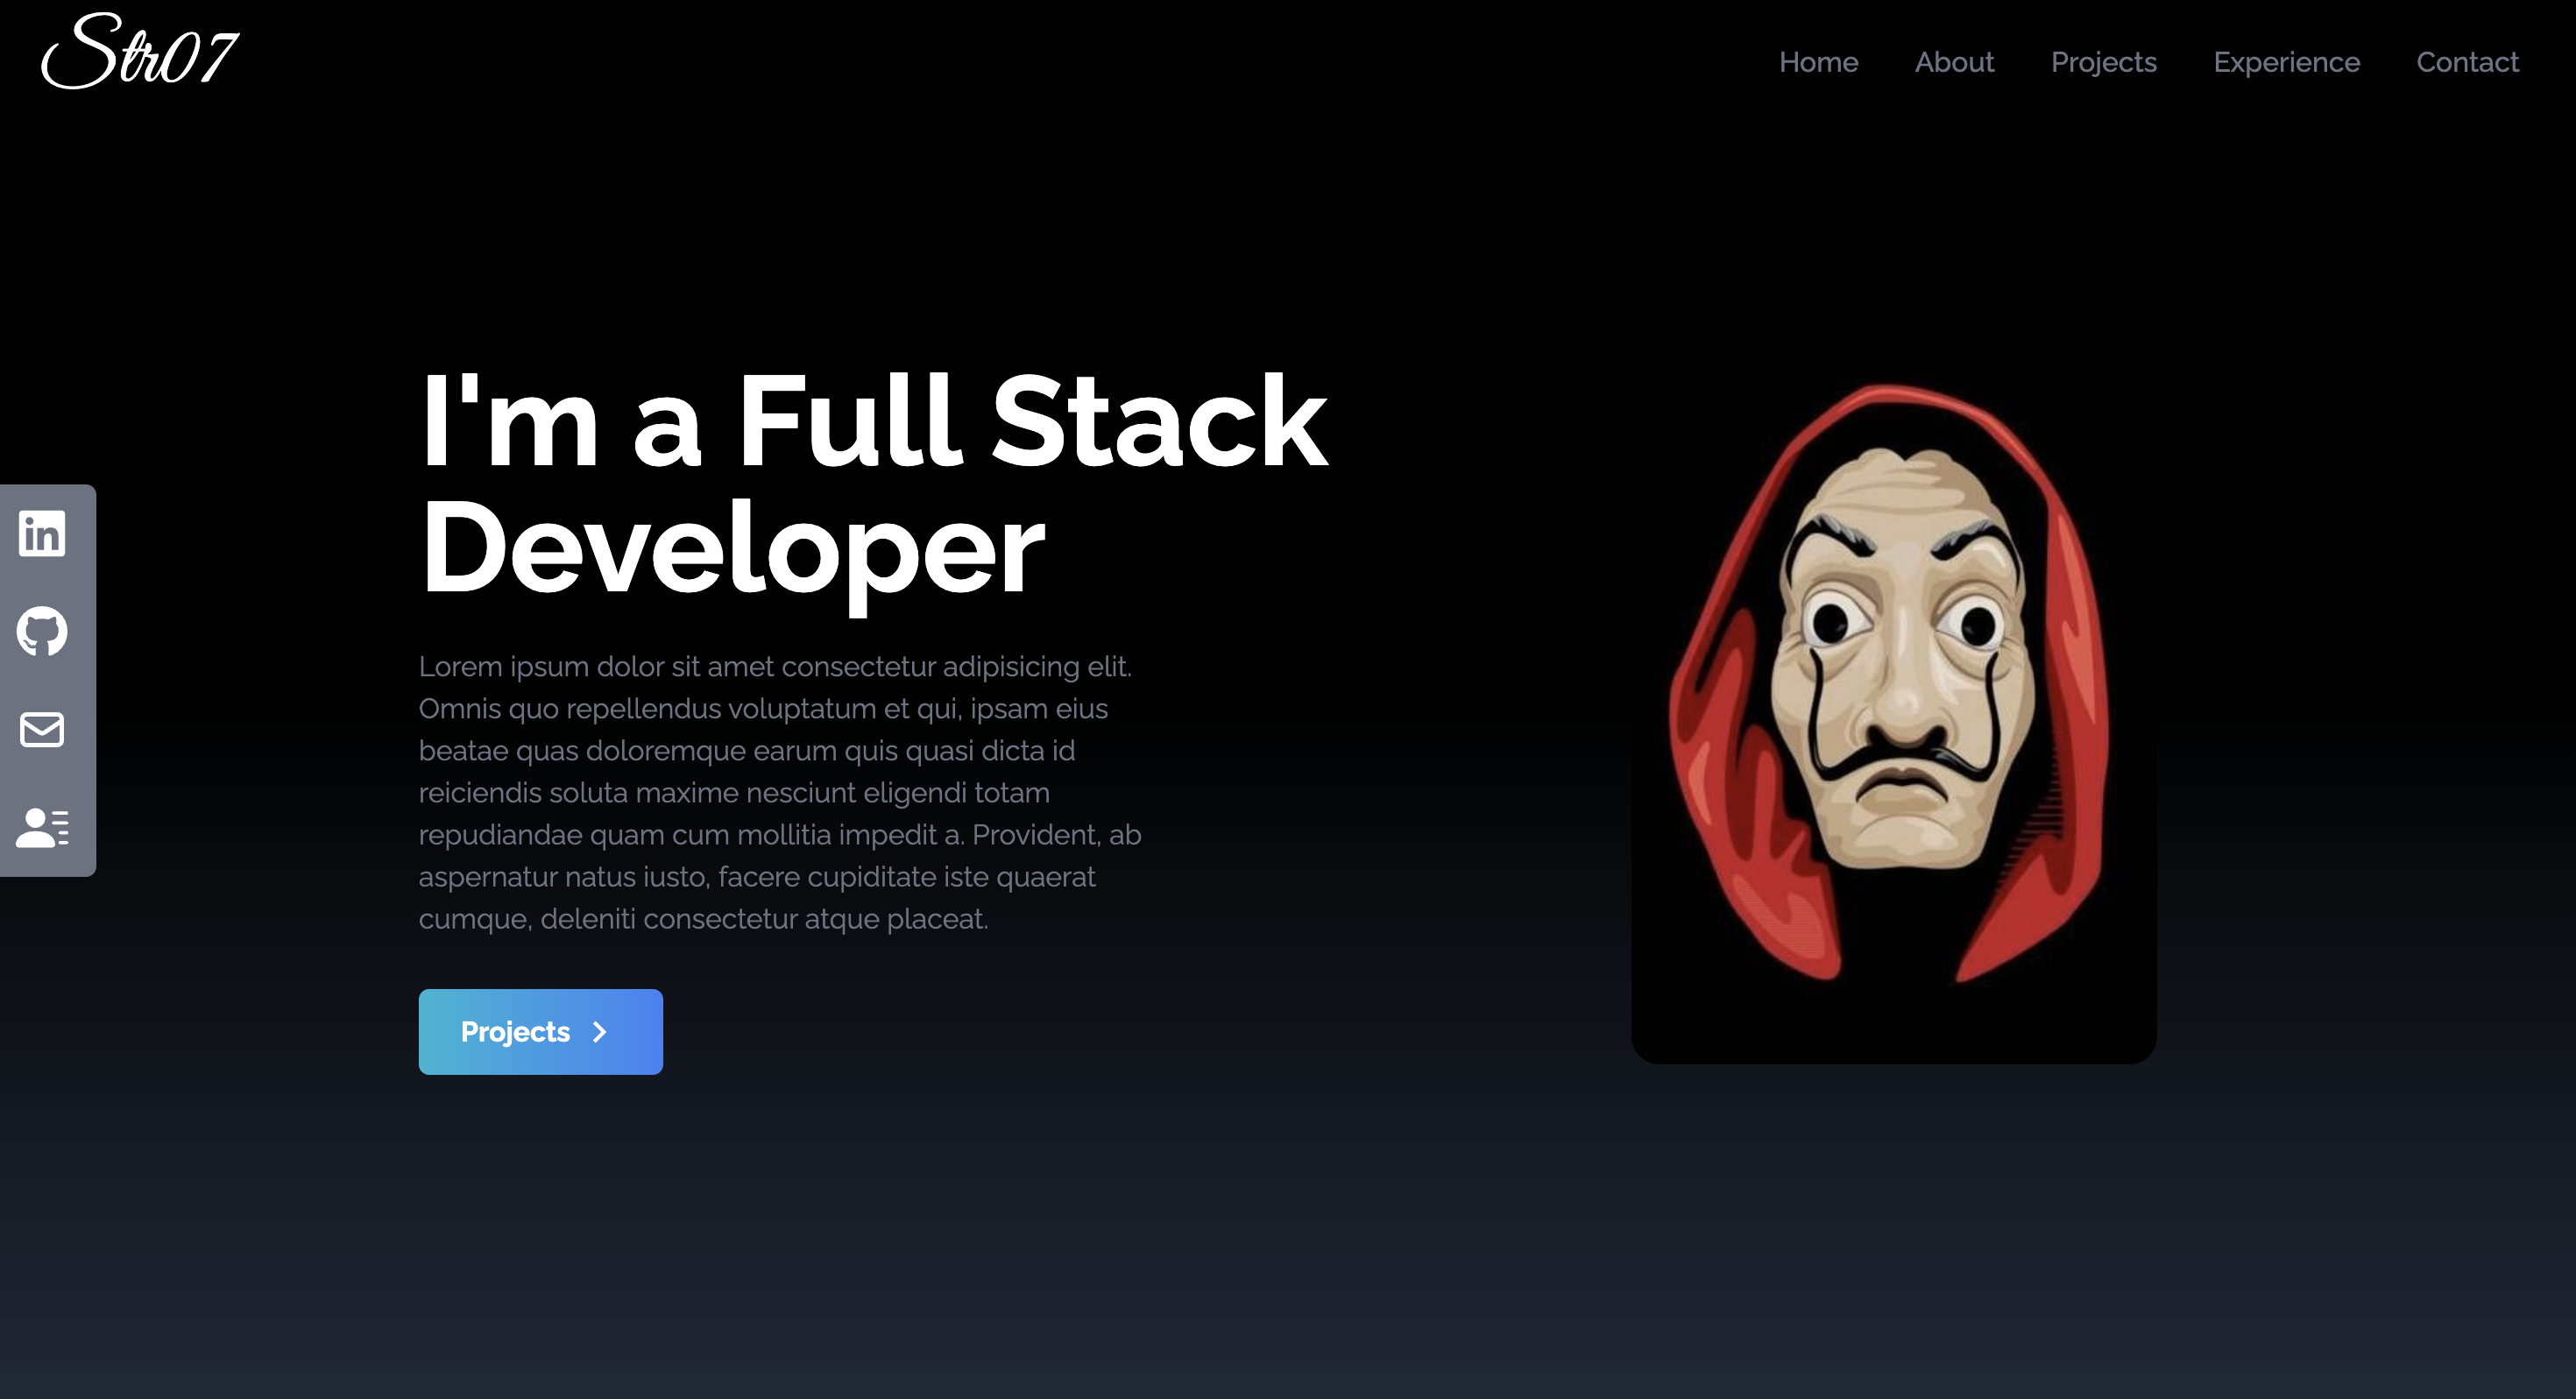 Str07
Home About Projects Experience Contact
I'm a Full Stack
Developer
in
Lorem ipsum dolor sit amet consectetur adipisicing elit.
Omnis quo repellendus voluptatum et qui, ipsam eius
beatae quas doloremque earum quis quasi dicta id
reiciendis soluta maxime nesciunt eligendi totam
repudiandae quam cum mollitia impedit a. Provident, ab
aspernatur natus iusto, facere cupiditate iste quaerat
cumque, deleniti consectetur atque placeat.
Projects